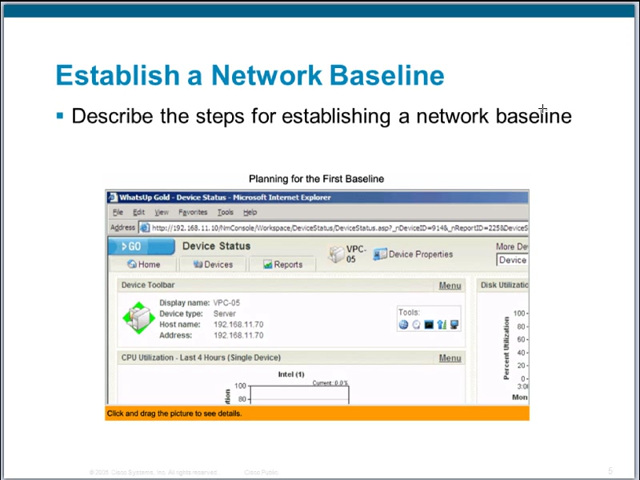 Establish a Network Baseline
Describe the steps for establishing a network baseline
Planning for the First Baseline
WhatsUp Gold - Device Status - Microsoft Internet Explorer
File Edit View Favorites Tools Help
Address http://192.168.11.10/NmConsole/Workspace/DeviceStatus/DeviceStatus.asp?_nDeviceID=914&_nReportID=225&DeviceS
GO Device Status VPC-05 Device Properties More De
Home Devices Reports Device
Device Toolbar Menu Disk Utilizatio
Display name: VPC-05
Device type: Server
Host name: 192.168.11.70
Address: 192.168.11.70
Tools:
CPU Utilization - Last 4 Hours (Single Device) Menu
Intel (1)
Current: 0.0%
100
80
Percent Utilization
100
80
60
40
20
0
3:0
Mon
Click and drag the picture to see details.
© 2006 Cisco Systems, Inc. All rights reserved. Cisco Public
5